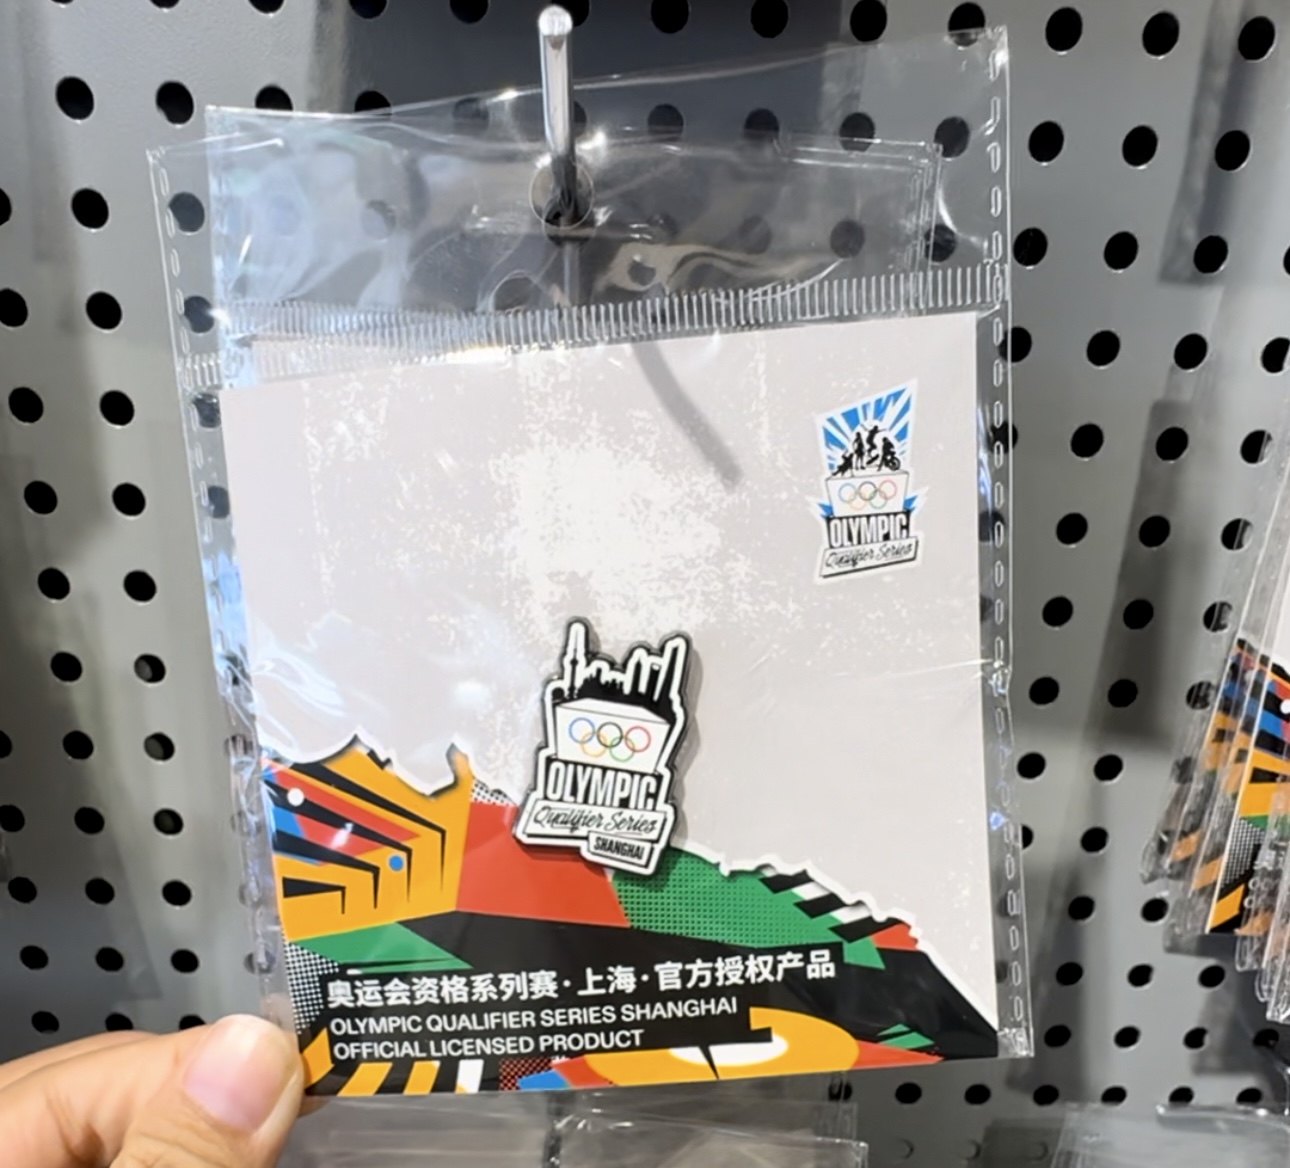 OLYMPIC
Qualifier Series
OLYMPIC
Qualifier Series
SHANGHAI
奥运会资格系列赛·上海·官方授权产品
OLYMPIC QUALIFIER SERIES SHANGHAI
OFFICIAL LICENSED PRODUCT